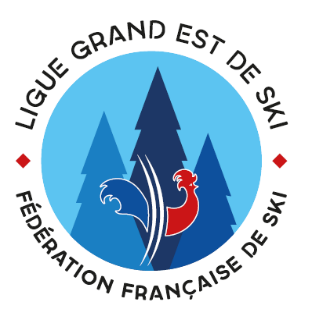 LIGUE GRAND EST DE SKI
FÉDÉRATION FRANÇAISE DE SKI